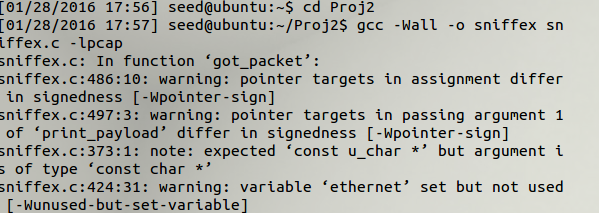 [01/28/2016 17:56] seed@ubuntu:~$ cd Proj2
[01/28/2016 17:57] seed@ubuntu:~/Proj2$ gcc -Wall -o sniffex sn
iffex.c -lpcap
sniffex.c: In function ‘got_packet’:
sniffex.c:486:10: warning: pointer targets in assignment differ
 in signedness [-Wpointer-sign]
sniffex.c:497:3: warning: pointer targets in passing argument 1
 of ‘print_payload’ differ in signedness [-Wpointer-sign]
sniffex.c:373:1: note: expected ‘const u_char *’ but argument i
s of type ‘const char *’
sniffex.c:424:31: warning: variable ‘ethernet’ set but not used
 [-Wunused-but-set-variable]